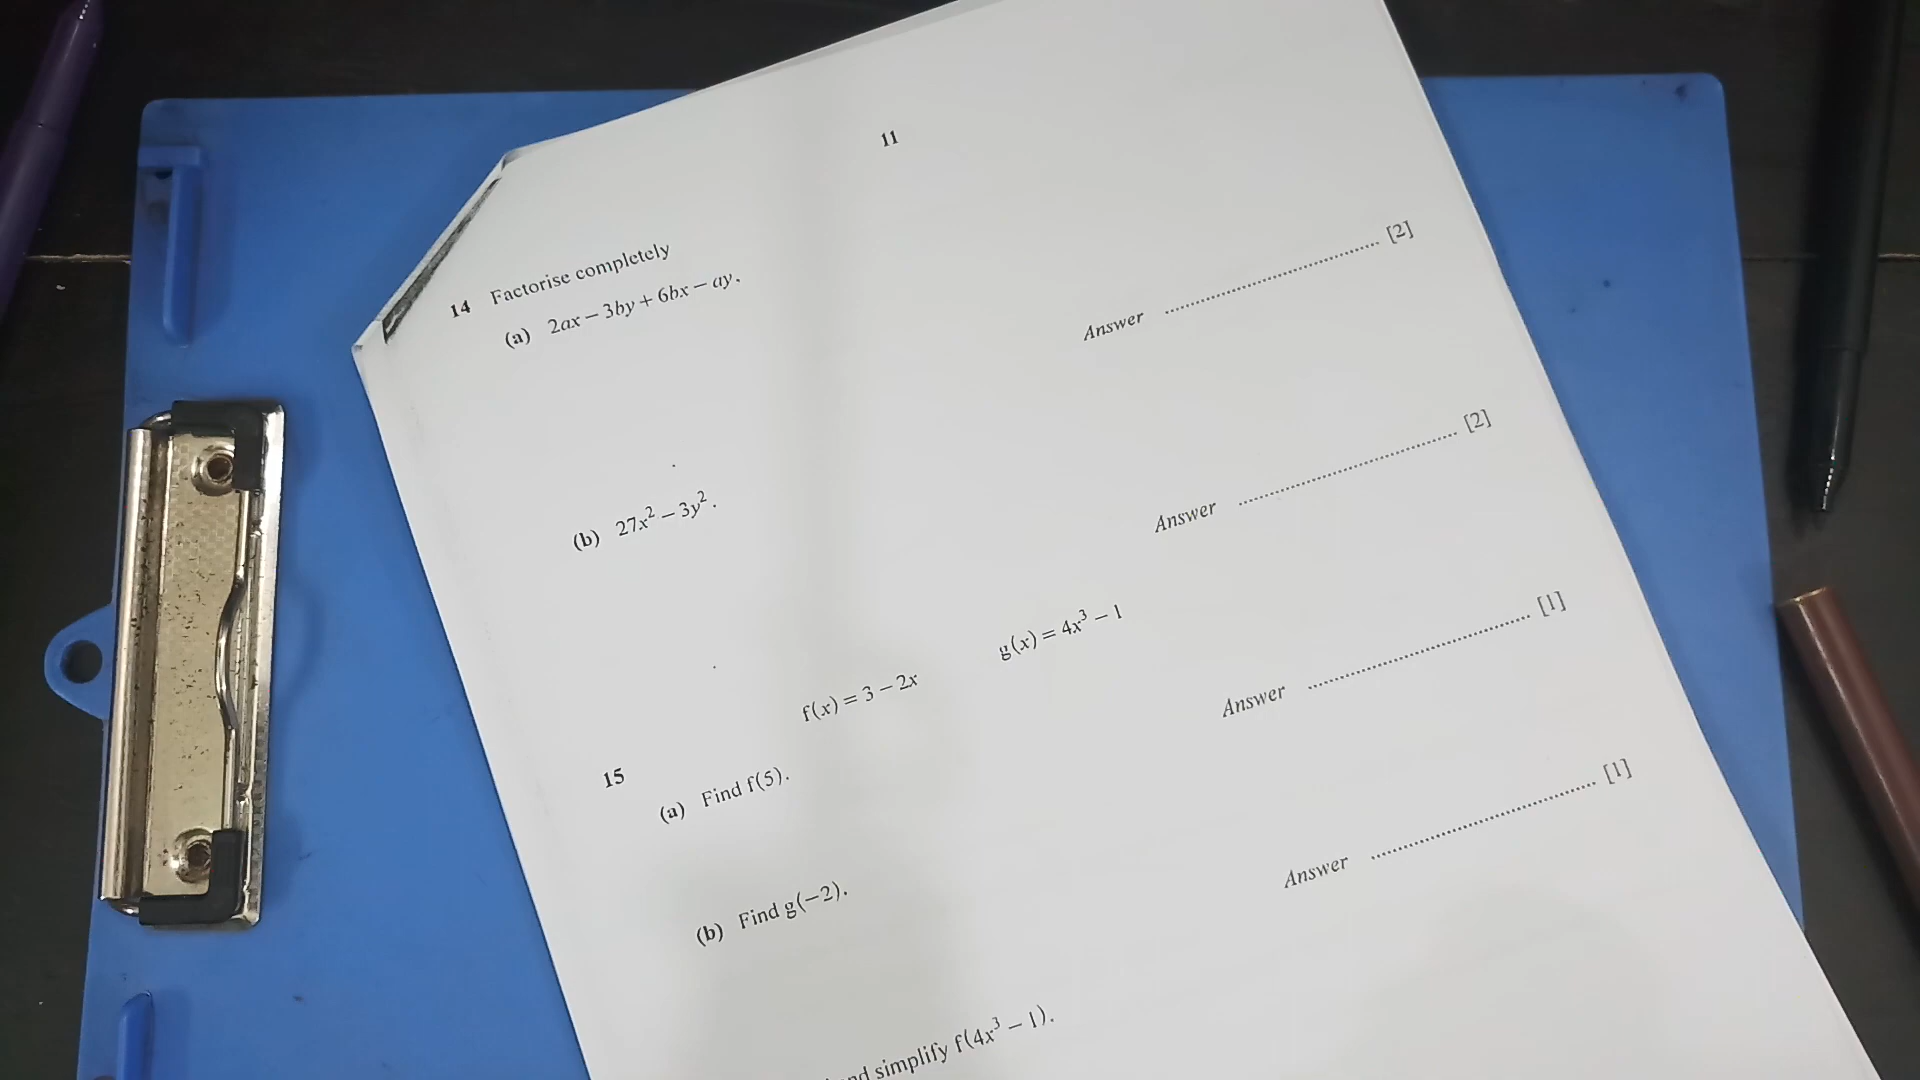 11
14 Factorise completely
(a) 2ax − 3by + 6bx − ay.
Answer ........................................ [2]
(b) 27x² − 3y².
Answer ........................................ [2]
15 f(x) = 3 − 2x g(x) = 4x³ − 1
(a) Find f(5).
Answer ........................................ [1]
(b) Find g(−2).
Answer ........................................ [1]
simplify f(4x³ − 1).